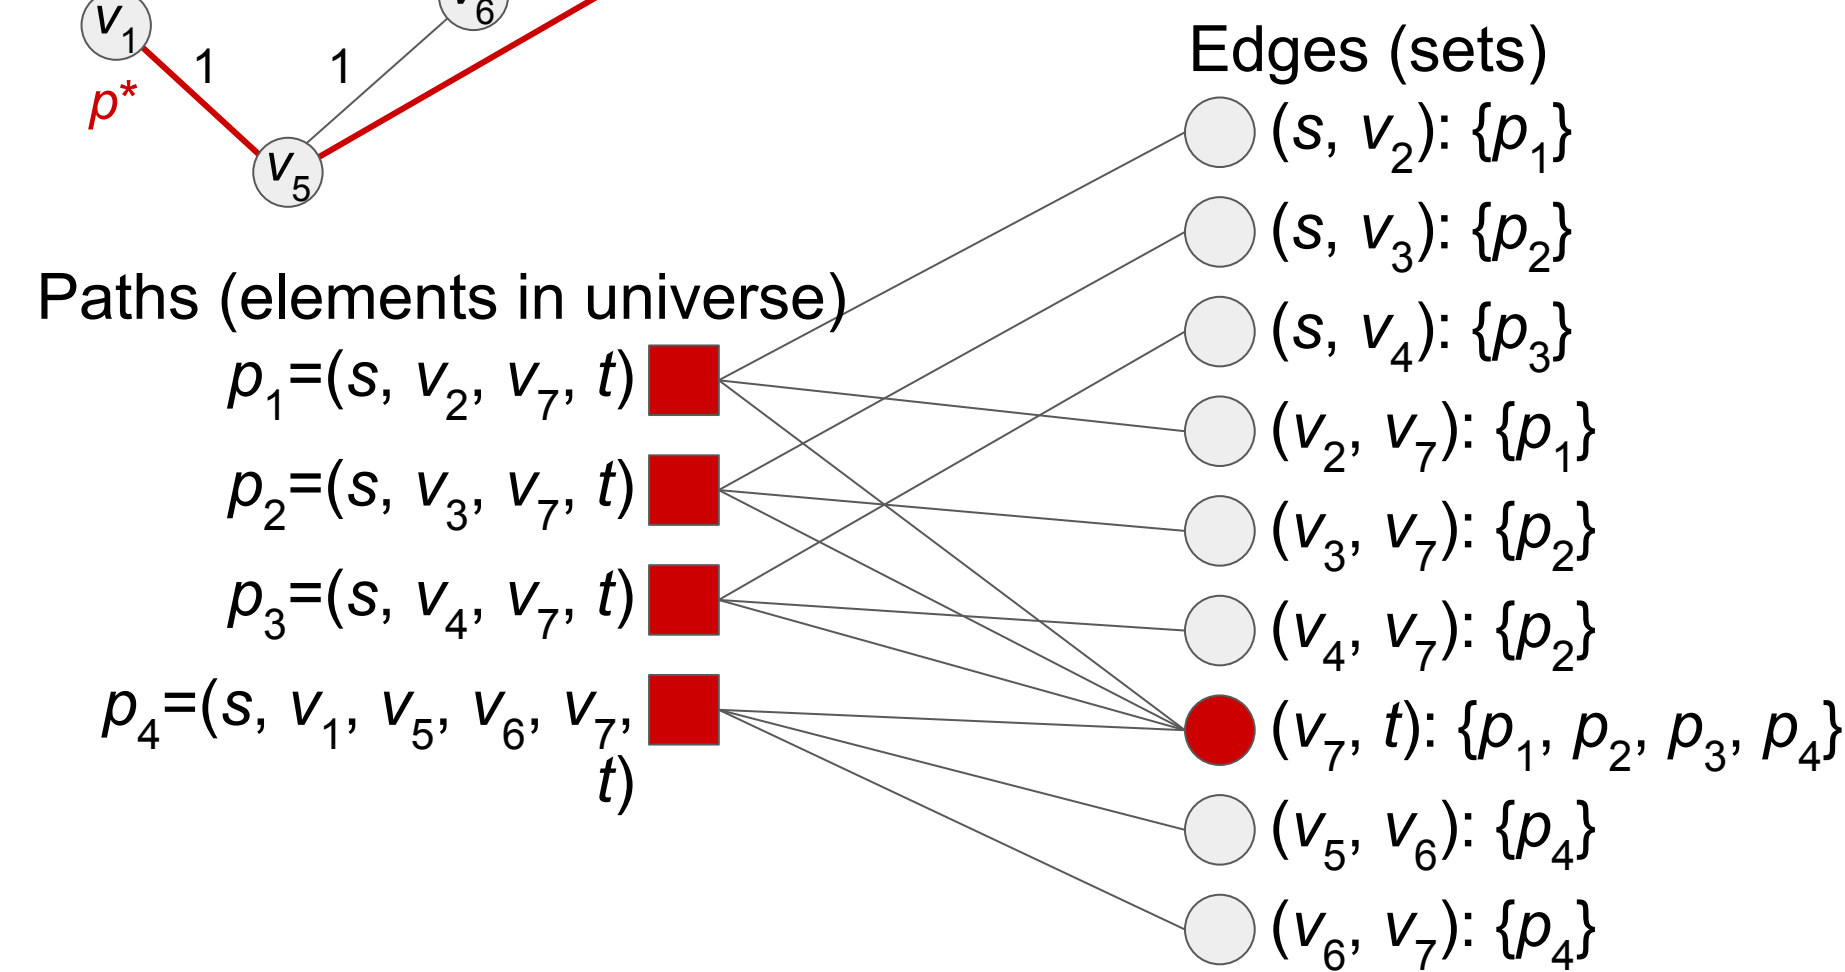 v1
v6
1
1
p*
v5
Edges (sets)
(s, v2): {p1}
(s, v3): {p2}
(s, v4): {p3}
(v2, v7): {p1}
(v3, v7): {p2}
(v4, v7): {p2}
(v7, t): {p1, p2, p3, p4}
(v5, v6): {p4}
(v6, v7): {p4}
Paths (elements in universe)
p1=(s, v2, v7, t)
p2=(s, v3, v7, t)
p3=(s, v4, v7, t)
p4=(s, v1, v5, v6, v7,
t)